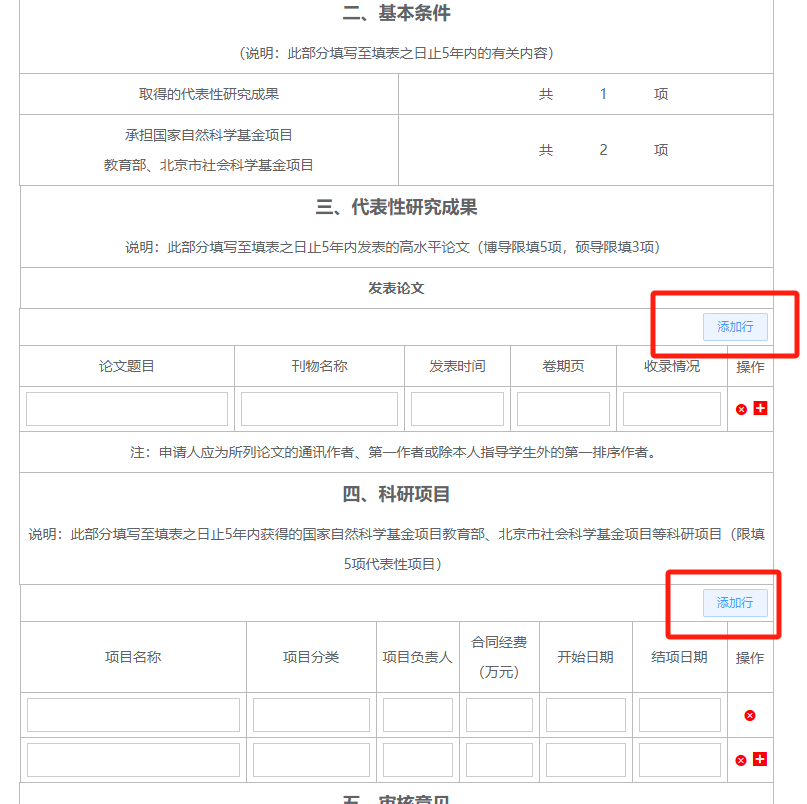 二、基本条件
（说明：此部分填写至填表之日止5年内的有关内容）
取得的代表性研究成果 共 1 项
承担国家自然科学基金项目
教育部、北京市社会科学基金项目 共 2 项
三、代表性研究成果
说明：此部分填写至填表之日止5年内发表的高水平论文（博导限填5项，硕导限填3项）
发表论文
添加行
论文题目 刊物名称 发表时间 卷期页 收录情况 操作
注：申请人应为所列论文的通讯作者、第一作者或除本人指导学生外的第一排序作者。
四、科研项目
说明：此部分填写至填表之日止5年内获得的国家自然科学基金项目教育部、北京市社会科学基金项目等科研项目（限填
5项代表性项目）
添加行
项目名称 项目分类 项目负责人 合同经费
（万元） 开始日期 结项日期 操作
五、审核意见